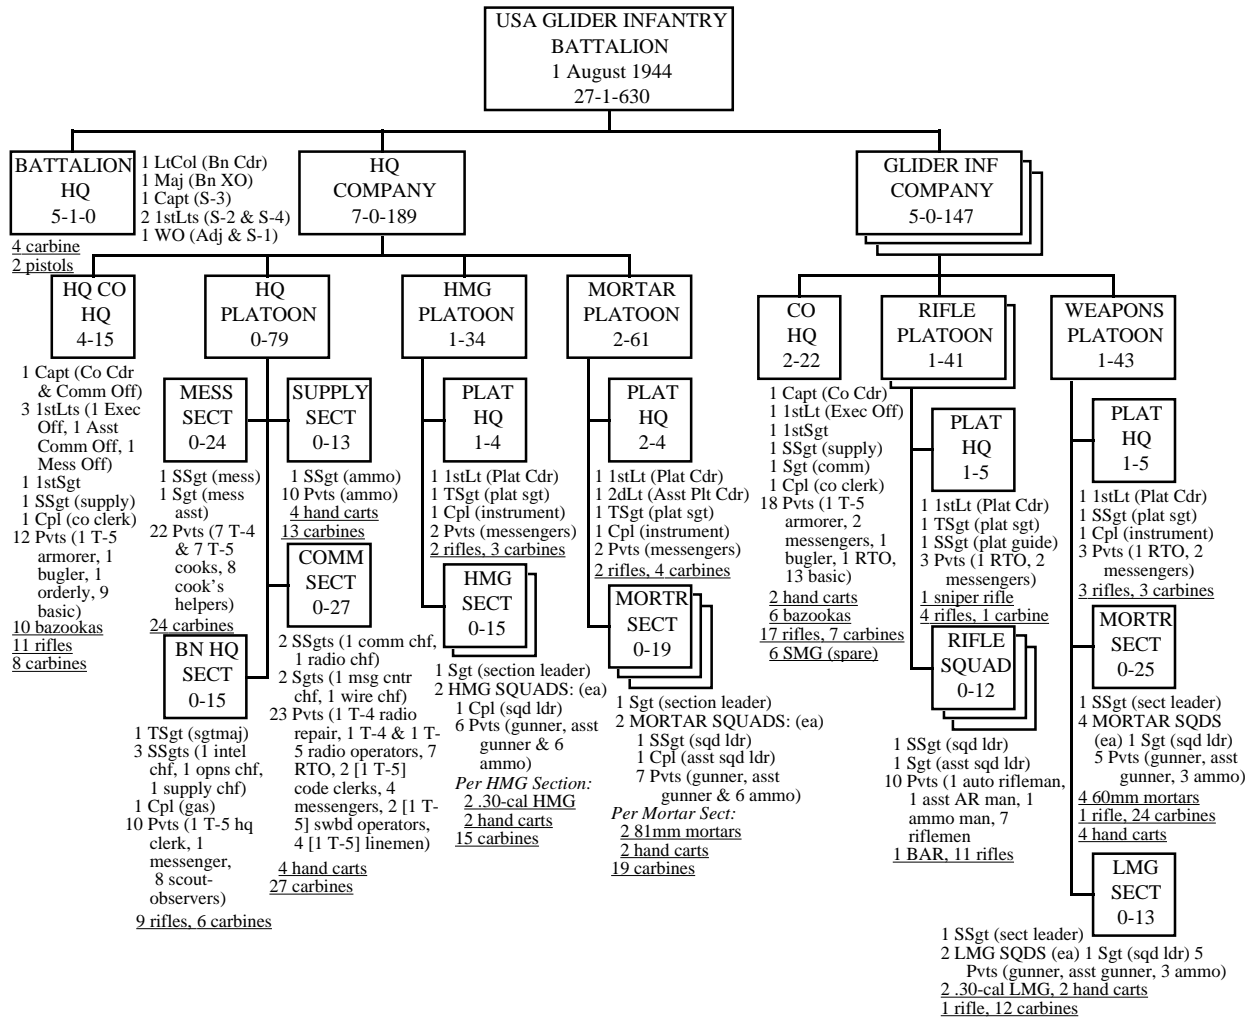 USA GLIDER INFANTRY
BATTALION
1 August 1944
27-1-630
BATTALION
HQ
5-1-0
1 LtCol (Bn Cdr)
1 Maj (Bn XO)
1 Capt (S-3)
2 1stLts (S-2 & S-4)
1 WO (Adj & S-1)
4 carbine
2 pistols
HQ
COMPANY
7-0-189
GLIDER INF
COMPANY
5-0-147
HQ CO
HQ
4-15
1 Capt (Co Cdr
& Comm Off)
3 1stLts (1 Exec
Off, 1 Asst
Comm Off, 1
Mess Off)
1 1stSgt
1 SSgt (supply)
1 Cpl (co clerk)
12 Pvts (1 T-5
armorer, 1
bugler, 1
orderly, 9
basic)
10 bazookas
11 rifles
8 carbines
HQ
PLATOON
0-79
MESS
SECT
0-24
1 SSgt (mess)
1 Sgt (mess
asst)
22 Pvts (7 T-4
& 7 T-5
cooks, 8
cook's
helpers)
24 carbines
SUPPLY
SECT
0-13
1 SSgt (ammo)
10 Pvts (ammo)
4 hand carts
13 carbines
BN HQ
SECT
0-15
1 TSgt (sgtmaj)
3 SSgts (1 intel
chf, 1 opns chf,
1 supply chf)
1 Cpl (gas)
10 Pvts (1 T-5 hq
clerk, 1
messenger,
8 scout-
observers)
9 rifles, 6 carbines
COMM
SECT
0-27
2 SSgts (1 comm chf,
1 radio chf)
2 Sgts (1 msg cntr
chf, 1 wire chf)
23 Pvts (1 T-4 radio
repair, 1 T-4 & 1 T-
5 radio operators, 7
RTO, 2 [1 T-5]
code clerks, 4
messengers, 2 [1 T-
5] swbd operators,
4 [1 T-5] linemen)
4 hand carts
27 carbines
HMG
PLATOON
1-34
PLAT
HQ
1-4
1 1stLt (Plat Cdr)
1 TSgt (plat sgt)
1 Cpl (instrument)
2 Pvts (messengers)
2 rifles, 3 carbines
HMG
SECT
0-15
1 Sgt (section leader)
2 HMG SQUADS: (ea)
1 Cpl (sqd ldr)
6 Pvts (gunner, asst
gunner & 6
ammo)
Per HMG Section:
2 .30-cal HMG
2 hand carts
15 carbines
MORTAR
PLATOON
2-61
PLAT
HQ
2-4
1 1stLt (Plat Cdr)
1 2dLt (Asst Plt Cdr)
1 TSgt (plat sgt)
1 Cpl (instrument)
2 Pvts (messengers)
2 rifles, 4 carbines
MORTR
SECT
0-19
1 Sgt (section leader)
2 MORTAR SQUADS: (ea)
1 SSgt (sqd ldr)
1 Cpl (asst sqd ldr)
7 Pvts (gunner, asst
gunner & 6 ammo)
Per Mortar Sect:
2 81mm mortars
2 hand carts
19 carbines
CO
HQ
2-22
1 Capt (Co Cdr)
1 1stLt (Exec Off)
1 1stSgt
1 SSgt (supply)
1 Sgt (comm)
1 Cpl (co clerk)
18 Pvts (1 T-5
armorer, 2
messengers, 1
bugler, 1 RTO,
13 basic)
2 hand carts
6 bazookas
17 rifles, 7 carbines
6 SMG (spare)
RIFLE
PLATOON
1-41
PLAT
HQ
1-5
1 1stLt (Plat Cdr)
1 TSgt (plat sgt)
1 SSgt (plat guide)
3 Pvts (1 RTO, 2
messengers)
1 sniper rifle
4 rifles, 1 carbine
RIFLE
SQUAD
0-12
1 SSgt (sqd ldr)
1 Sgt (asst sqd ldr)
10 Pvts (1 auto rifleman,
1 asst AR man, 1
ammo man, 7
riflemen
1 BAR, 11 rifles
WEAPONS
PLATOON
1-43
PLAT
HQ
1-5
1 1stLt (Plat Cdr)
1 SSgt (plat sgt)
1 Cpl (instrument)
3 Pvts (1 RTO, 2
messengers)
3 rifles, 3 carbines
MORTR
SECT
0-25
1 SSgt (sect leader)
4 MORTAR SQDS
(ea) 1 Sgt (sqd ldr)
5 Pvts (gunner, asst
gunner, 3 ammo)
4 60mm mortars
1 rifle, 24 carbines
4 hand carts
LMG
SECT
0-13
1 SSgt (sect leader)
2 LMG SQDS (ea) 1 Sgt (sqd ldr) 5
Pvts (gunner, asst gunner, 3 ammo)
2 .30-cal LMG, 2 hand carts
1 rifle, 12 carbines